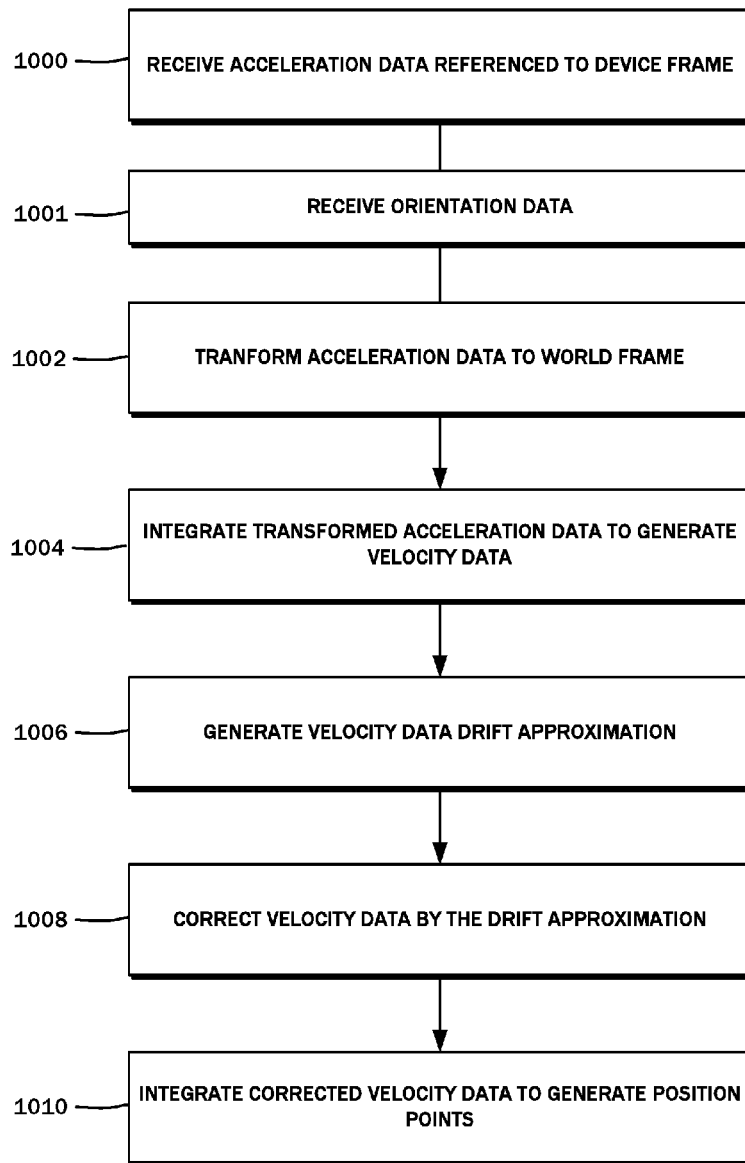 1000
RECEIVE ACCELERATION DATA REFERENCED TO DEVICE FRAME
1001
RECEIVE ORIENTATION DATA
1002
TRANFORM ACCELERATION DATA TO WORLD FRAME
1004
INTEGRATE TRANSFORMED ACCELERATION DATA TO GENERATE
VELOCITY DATA
1006
GENERATE VELOCITY DATA DRIFT APPROXIMATION
1008
CORRECT VELOCITY DATA BY THE DRIFT APPROXIMATION
1010
INTEGRATE CORRECTED VELOCITY DATA TO GENERATE POSITION
POINTS